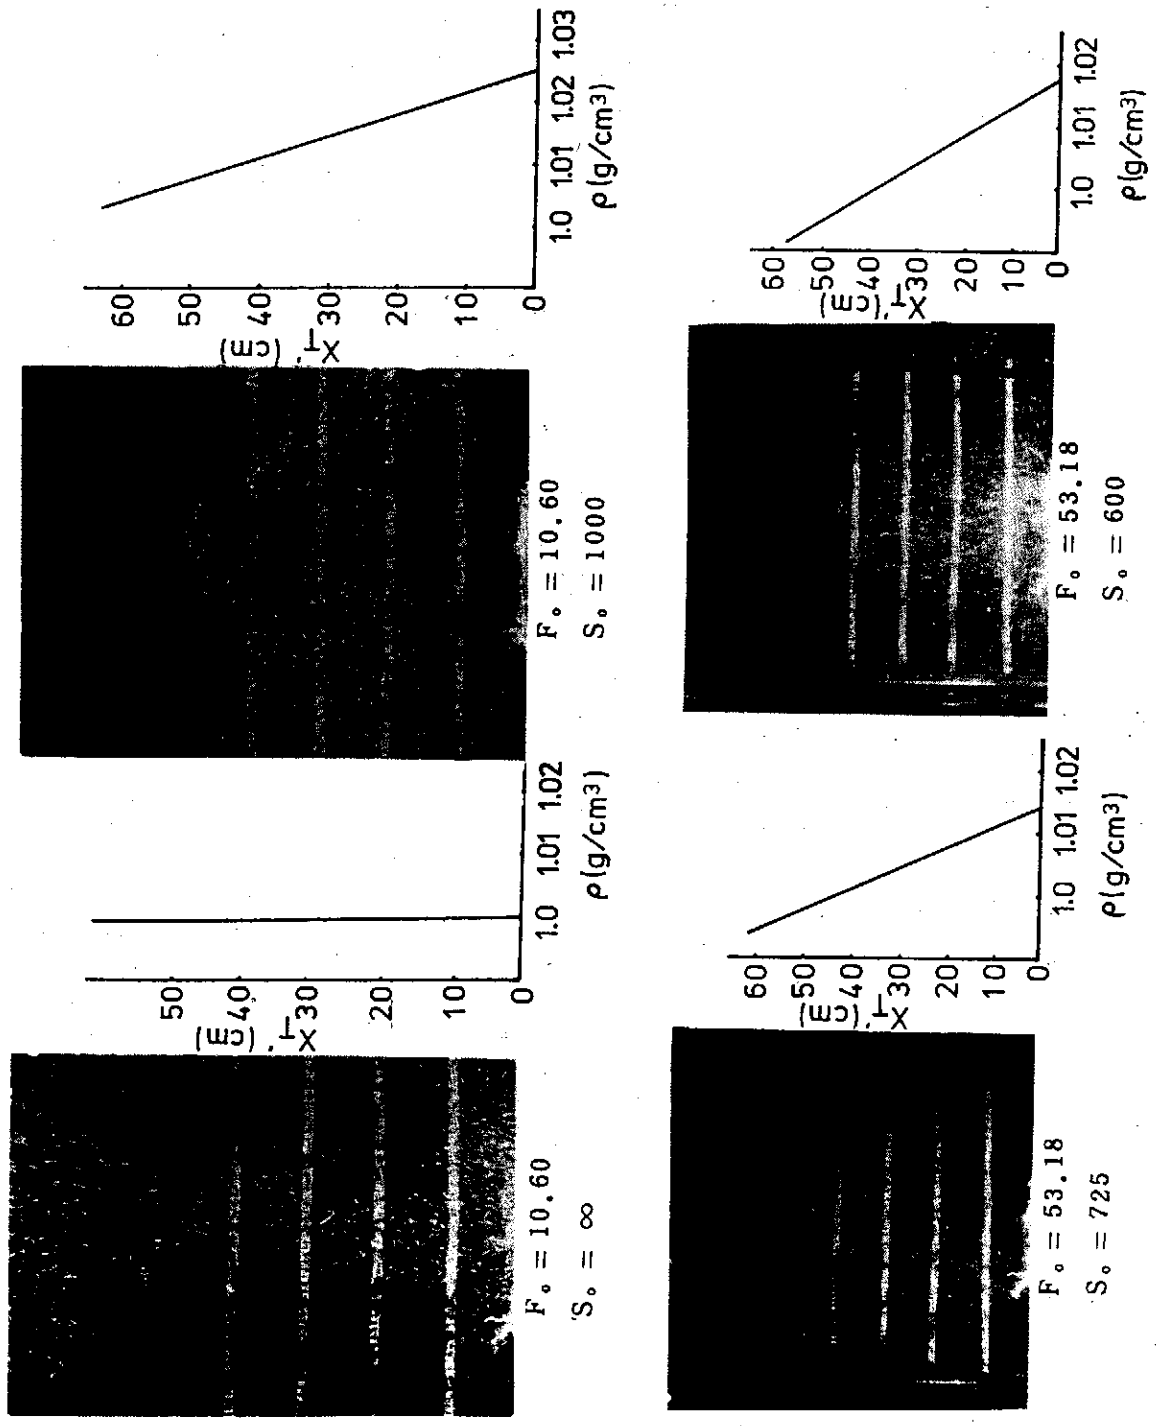 50
40
30
20
10
0
X_T' (cm)
1.0 1.01 1.02
ρ(g/cm³)
F₀ = 10.60
S₀ = ∞
60
50
40
30
20
10
0
X_T' (cm)
1.0 1.01 1.02 1.03
ρ(g/cm³)
F₀ = 10.60
S₀ = 1000
60
50
40
30
20
10
0
X_T' (cm)
1.0 1.01 1.02
ρ(g/cm³)
F₀ = 53.18
S₀ = 725
60
50
40
30
20
10
0
X_T' (cm)
1.0 1.01 1.02
ρ(g/cm³)
F₀ = 53.18
S₀ = 600